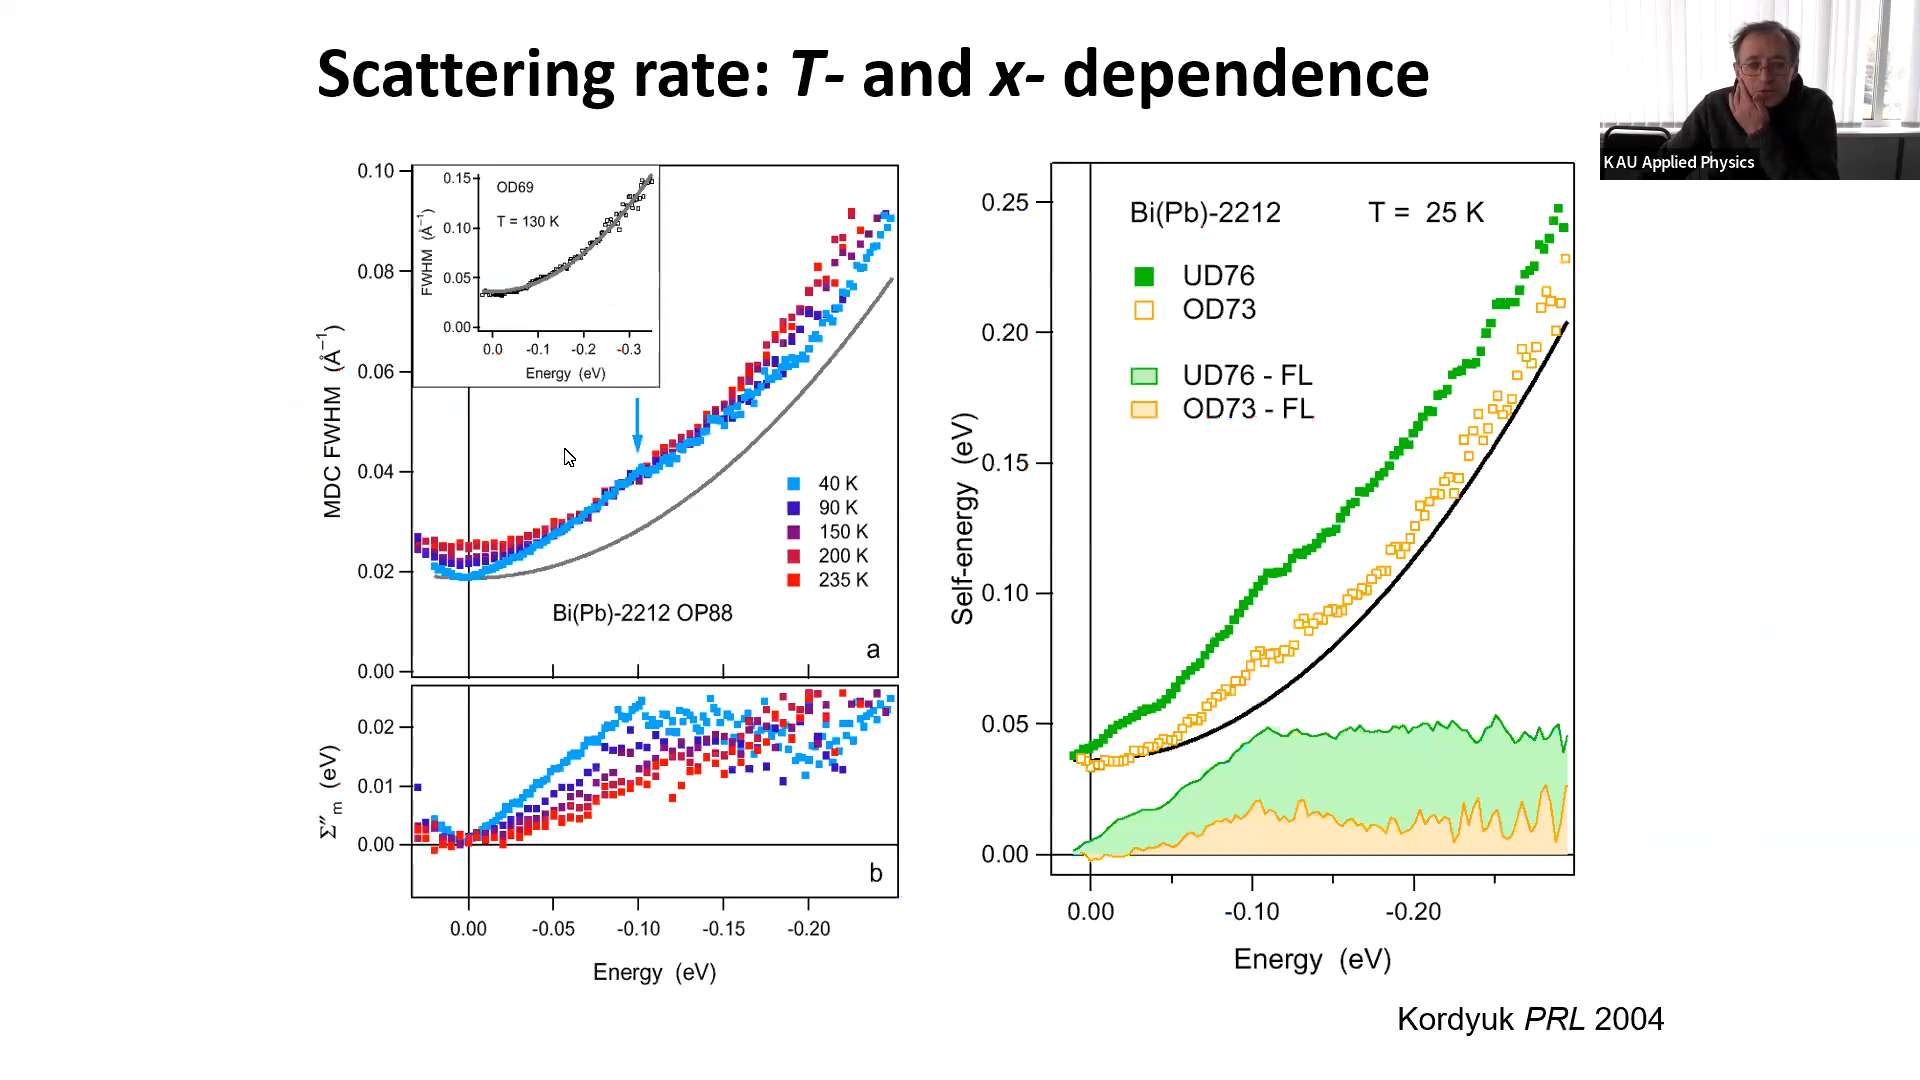 Scattering rate: T- and x- dependence
KAU Applied Physics
0.10
0.08
0.06
0.04
0.02
0.00
MDC FWHM (Å⁻¹)
0.15
0.10
0.05
0.00
FWHM (Å⁻¹)
OD69
T = 130 K
0.0 -0.1 -0.2 -0.3
Energy (eV)
40 K
90 K
150 K
200 K
235 K
Bi(Pb)-2212 OP88
a
0.02
0.01
0.00
Σ″m (eV)
b
0.00 -0.05 -0.10 -0.15 -0.20
Energy (eV)
0.25
0.20
0.15
0.10
0.05
0.00
Self-energy (eV)
Bi(Pb)-2212 T = 25 K
UD76
OD73
UD76 - FL
OD73 - FL
0.00 -0.10 -0.20
Energy (eV)
Kordyuk PRL 2004